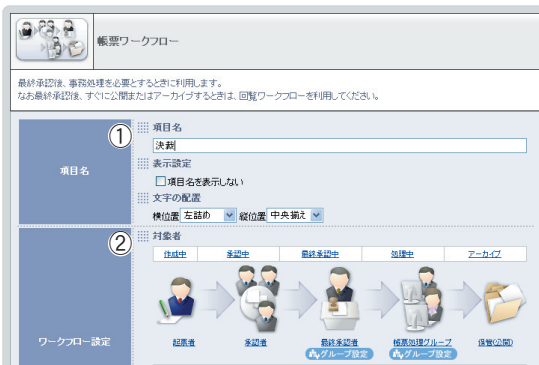 帳票ワークフロー
最終承認後、事務処理を必要とするときに利用します。
なお最終承認後、すぐに公開またはアーカイブするときは、回覧ワークフローを利用してください。
① 項目名
決裁
表示設定
項目名
項目名を表示しない
文字の配置
横位置 左詰め 縦位置 中央揃え
② 対象者
作成中 承認中 最終承認中 処理中 アーカイブ
ワークフロー設定
起票者 承認者 最終承認者 帳票処理グループ 保管(公開)
グループ設定 グループ設定